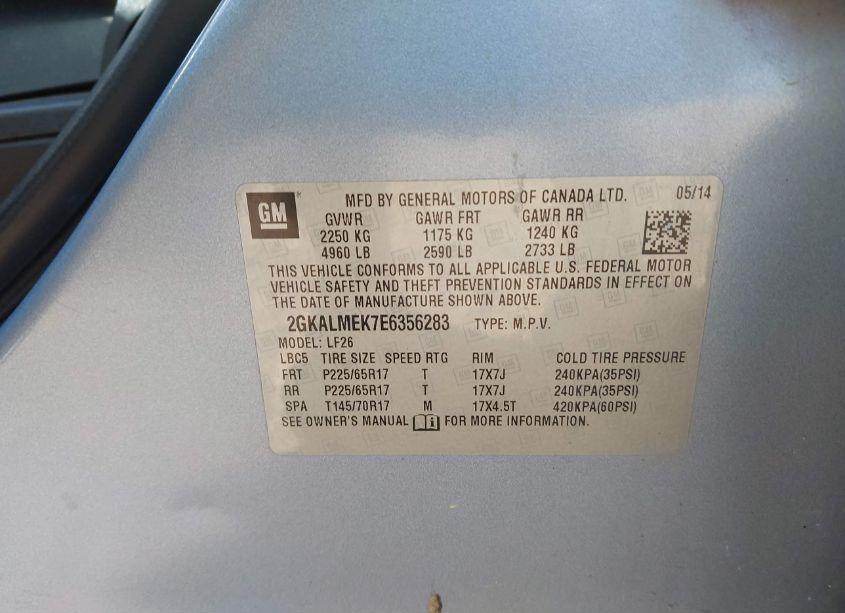 GM MFD BY GENERAL MOTORS OF CANADA LTD. 05/14
GVWR GAWR FRT GAWR RR
2250 KG 1175 KG 1240 KG
4960 LB 2590 LB 2733 LB
THIS VEHICLE CONFORMS TO ALL APPLICABLE U.S. FEDERAL MOTOR
VEHICLE SAFETY AND THEFT PREVENTION STANDARDS IN EFFECT ON
THE DATE OF MANUFACTURE SHOWN ABOVE.
2GKALMEK7E6356283 TYPE: M.P.V.
MODEL: LF26
LBC5 TIRE SIZE SPEED RTG RIM COLD TIRE PRESSURE
FRT P225/65R17 T 17X7J 240KPA(35PSI)
RR P225/65R17 T 17X7J 240KPA(35PSI)
SPA T145/70R17 M 17X4.5T 420KPA(60PSI)
SEE OWNER'S MANUAL FOR MORE INFORMATION.